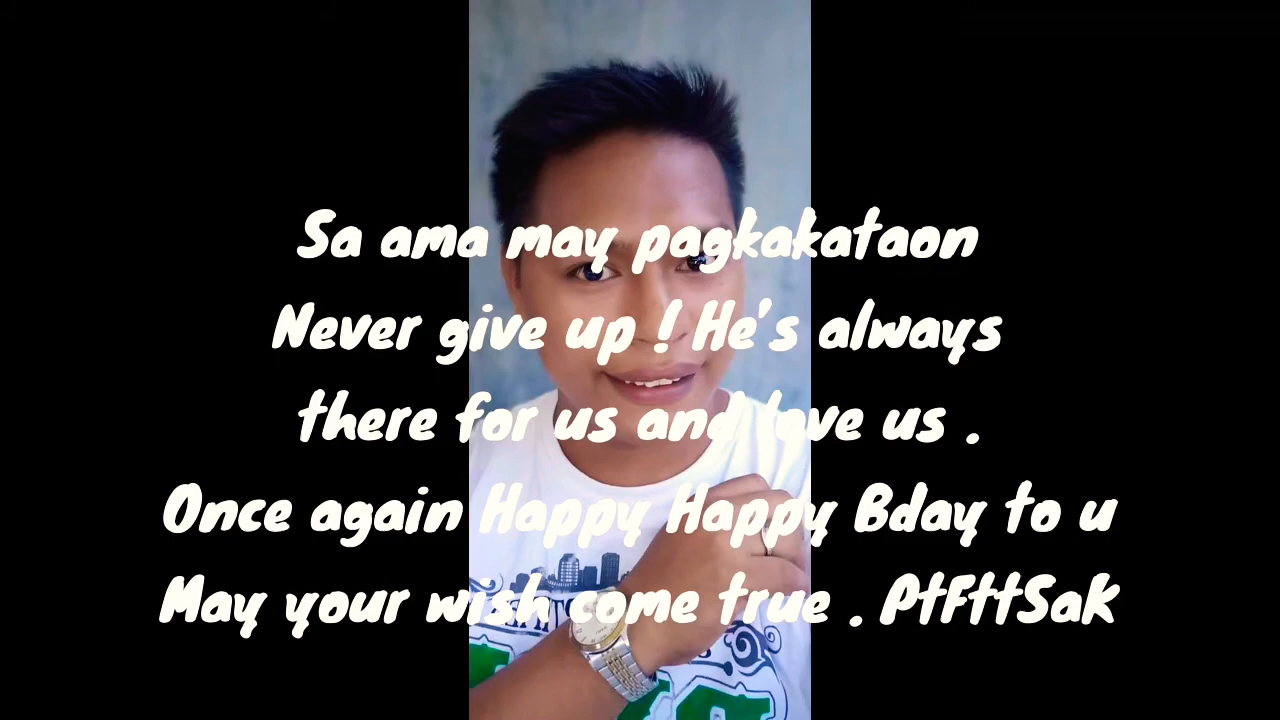 Sa ama may pagkakataon
Never give up ! He's always
there for us and love us .
Once again Happy Happy Bday to u
May your wish come true . PtFttSaK